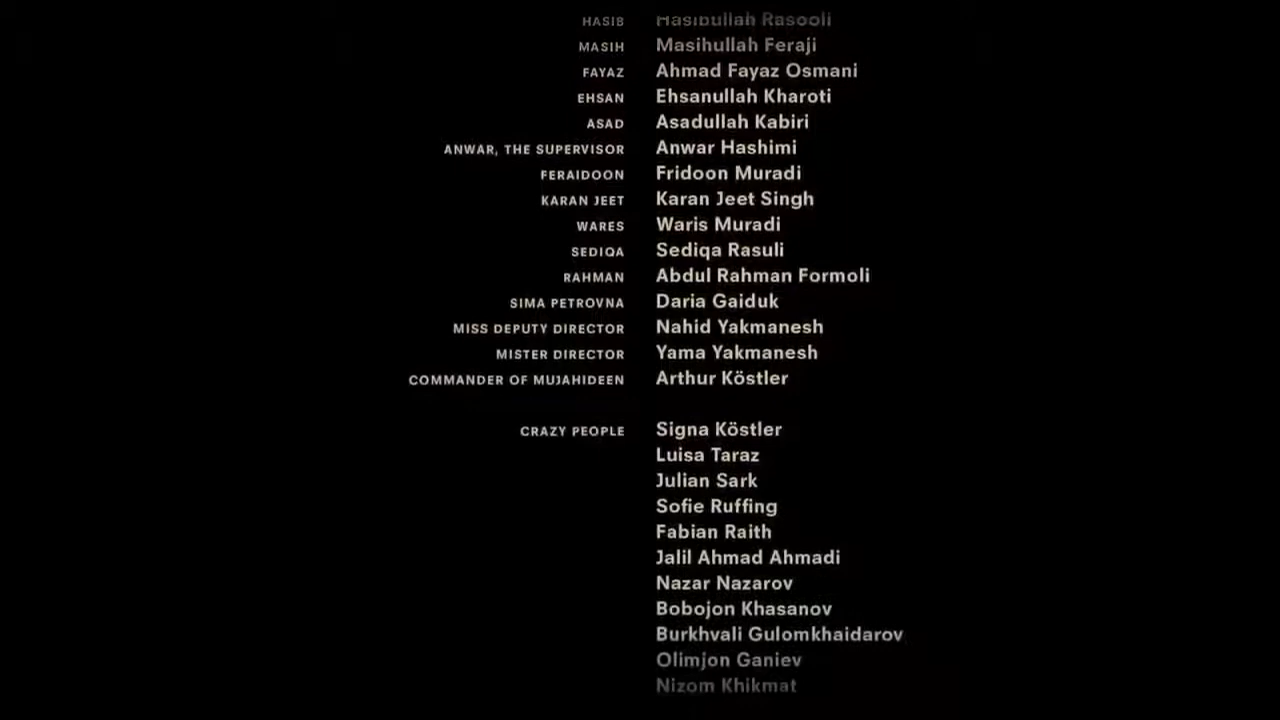 HASIB Hasibullah Rasooli
MASIH Masihullah Feraji
FAYAZ Ahmad Fayaz Osmani
EHSAN Ehsanullah Kharoti
ASAD Asadullah Kabiri
ANWAR, THE SUPERVISOR Anwar Hashimi
FERAIDOON Fridoon Muradi
KARAN JEET Karan Jeet Singh
WARES Waris Muradi
SEDIQA Sediqa Rasuli
RAHMAN Abdul Rahman Formoli
SIMA PETROVNA Daria Gaiduk
MISS DEPUTY DIRECTOR Nahid Yakmanesh
MISTER DIRECTOR Yama Yakmanesh
COMMANDER OF MUJAHIDEEN Arthur Köstler
CRAZY PEOPLE Signa Köstler
Luisa Taraz
Julian Sark
Sofie Ruffing
Fabian Raith
Jalil Ahmad Ahmadi
Nazar Nazarov
Bobojon Khasanov
Burkhvali Gulomkhaidarov
Olimjon Ganiev
Nizom Khikmat